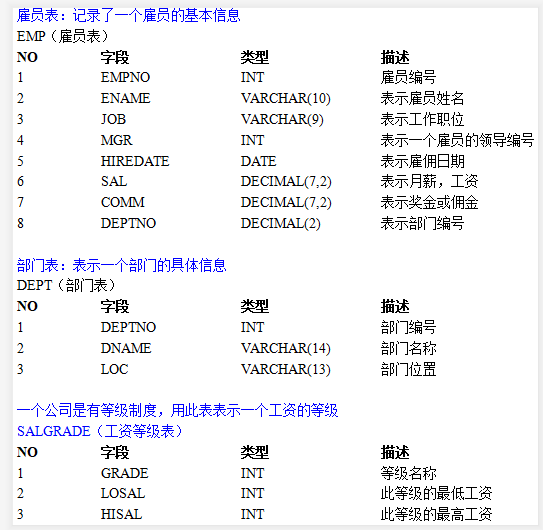 雇员表：记录了一个雇员的基本信息
EMP（雇员表）
NO 字段 类型 描述
1 EMPNO INT 雇员编号
2 ENAME VARCHAR(10) 表示雇员姓名
3 JOB VARCHAR(9) 表示工作职位
4 MGR INT 表示一个雇员的领导编号
5 HIREDATE DATE 表示雇佣日期
6 SAL DECIMAL(7,2) 表示月薪，工资
7 COMM DECIMAL(7,2) 表示奖金或佣金
8 DEPTNO DECIMAL(2) 表示部门编号
部门表：表示一个部门的具体信息
DEPT（部门表）
NO 字段 类型 描述
1 DEPTNO INT 部门编号
2 DNAME VARCHAR(14) 部门名称
3 LOC VARCHAR(13) 部门位置
一个公司是有等级制度，用此表表示一个工资的等级
SALGRADE（工资等级表）
NO 字段 类型 描述
1 GRADE INT 等级名称
2 LOSAL INT 此等级的最低工资
3 HISAL INT 此等级的最高工资